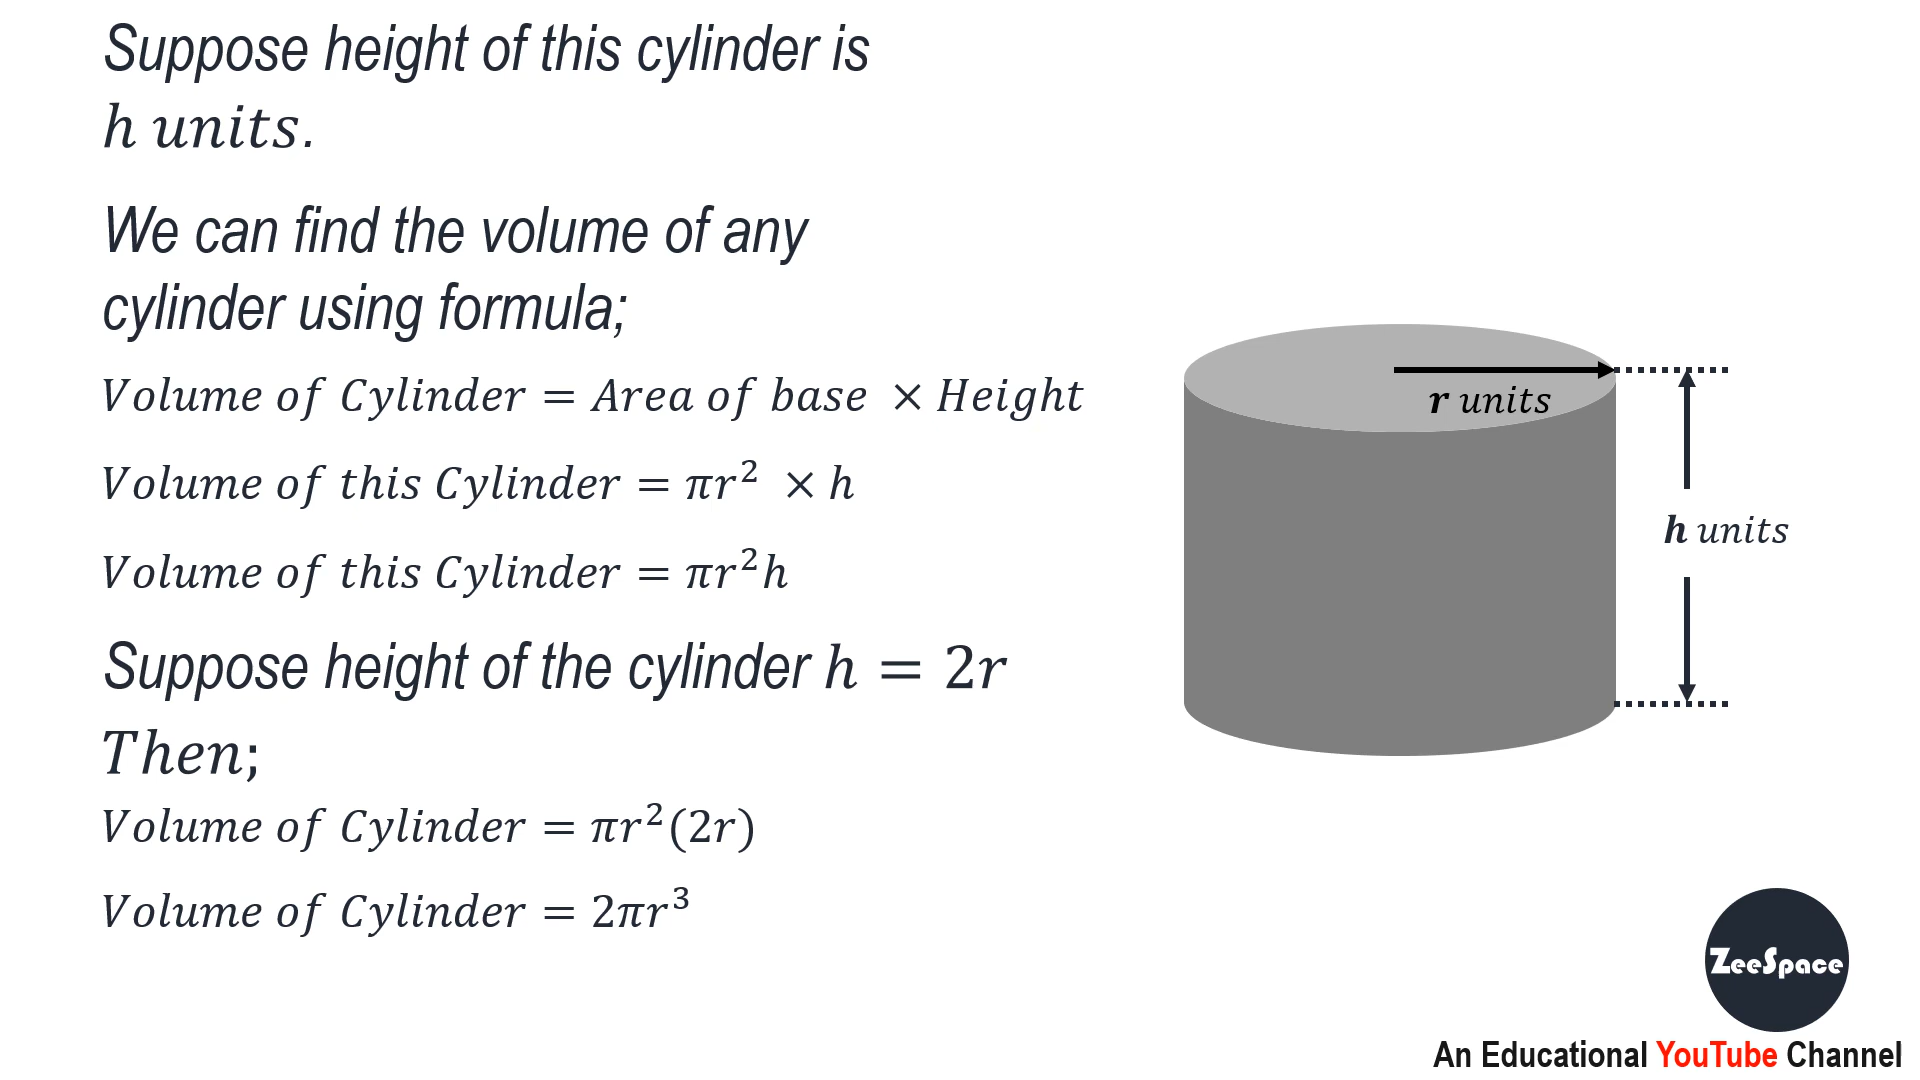 Suppose height of this cylinder is
h units.
We can find the volume of any
cylinder using formula;
Volume of Cylinder = Area of base × Height
Volume of this Cylinder = πr² × h
Volume of this Cylinder = πr²h
Suppose height of the cylinder h = 2r
Then;
Volume of Cylinder = πr²(2r)
Volume of Cylinder = 2πr³
r units
h units
ZeeSpace
An Educational YouTube Channel